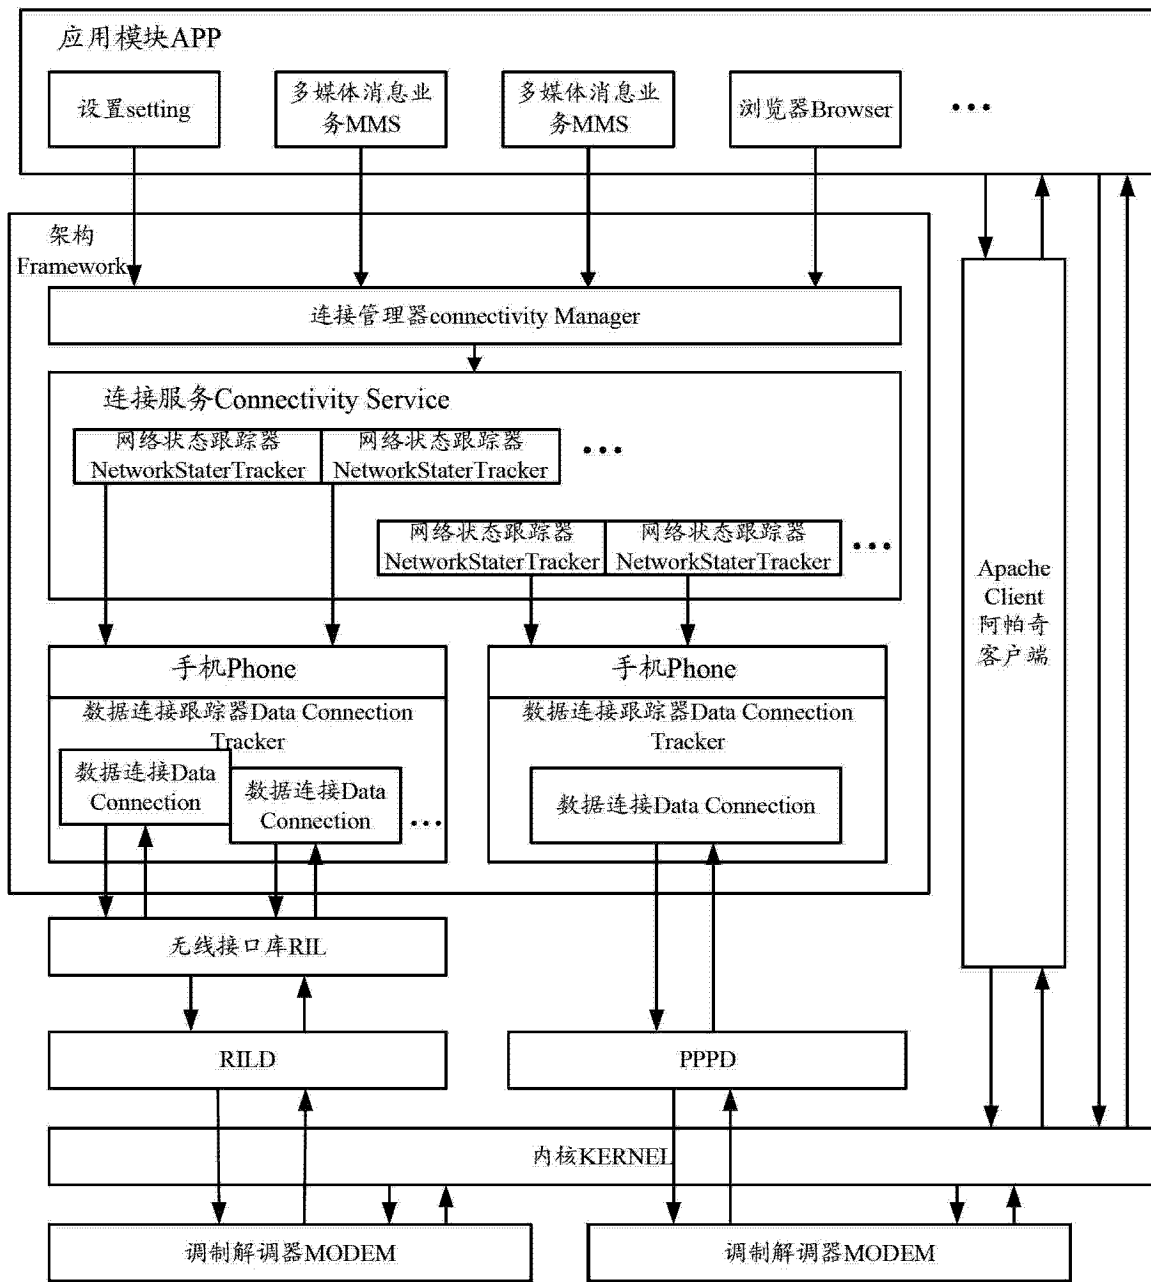 应用模块APP
设置setting
多媒体消息业
务MMS
多媒体消息业
务MMS
浏览器Browser
•••
架构
Framework
连接管理器connectivity Manager
连接服务Connectivity Service
网络状态跟踪器
NetworkStaterTracker
网络状态跟踪器
NetworkStaterTracker
•••
网络状态跟踪器
NetworkStaterTracker
网络状态跟踪器
NetworkStaterTracker
•••
Apache
Client
阿帕奇
客户端
手机Phone
数据连接跟踪器Data Connection
Tracker
数据连接Data
Connection
数据连接Data
Connection
•••
手机Phone
数据连接跟踪器Data Connection
Tracker
数据连接Data Connection
无线接口库RIL
RILD
PPPD
内核KERNEL
调制解调器MODEM
调制解调器MODEM